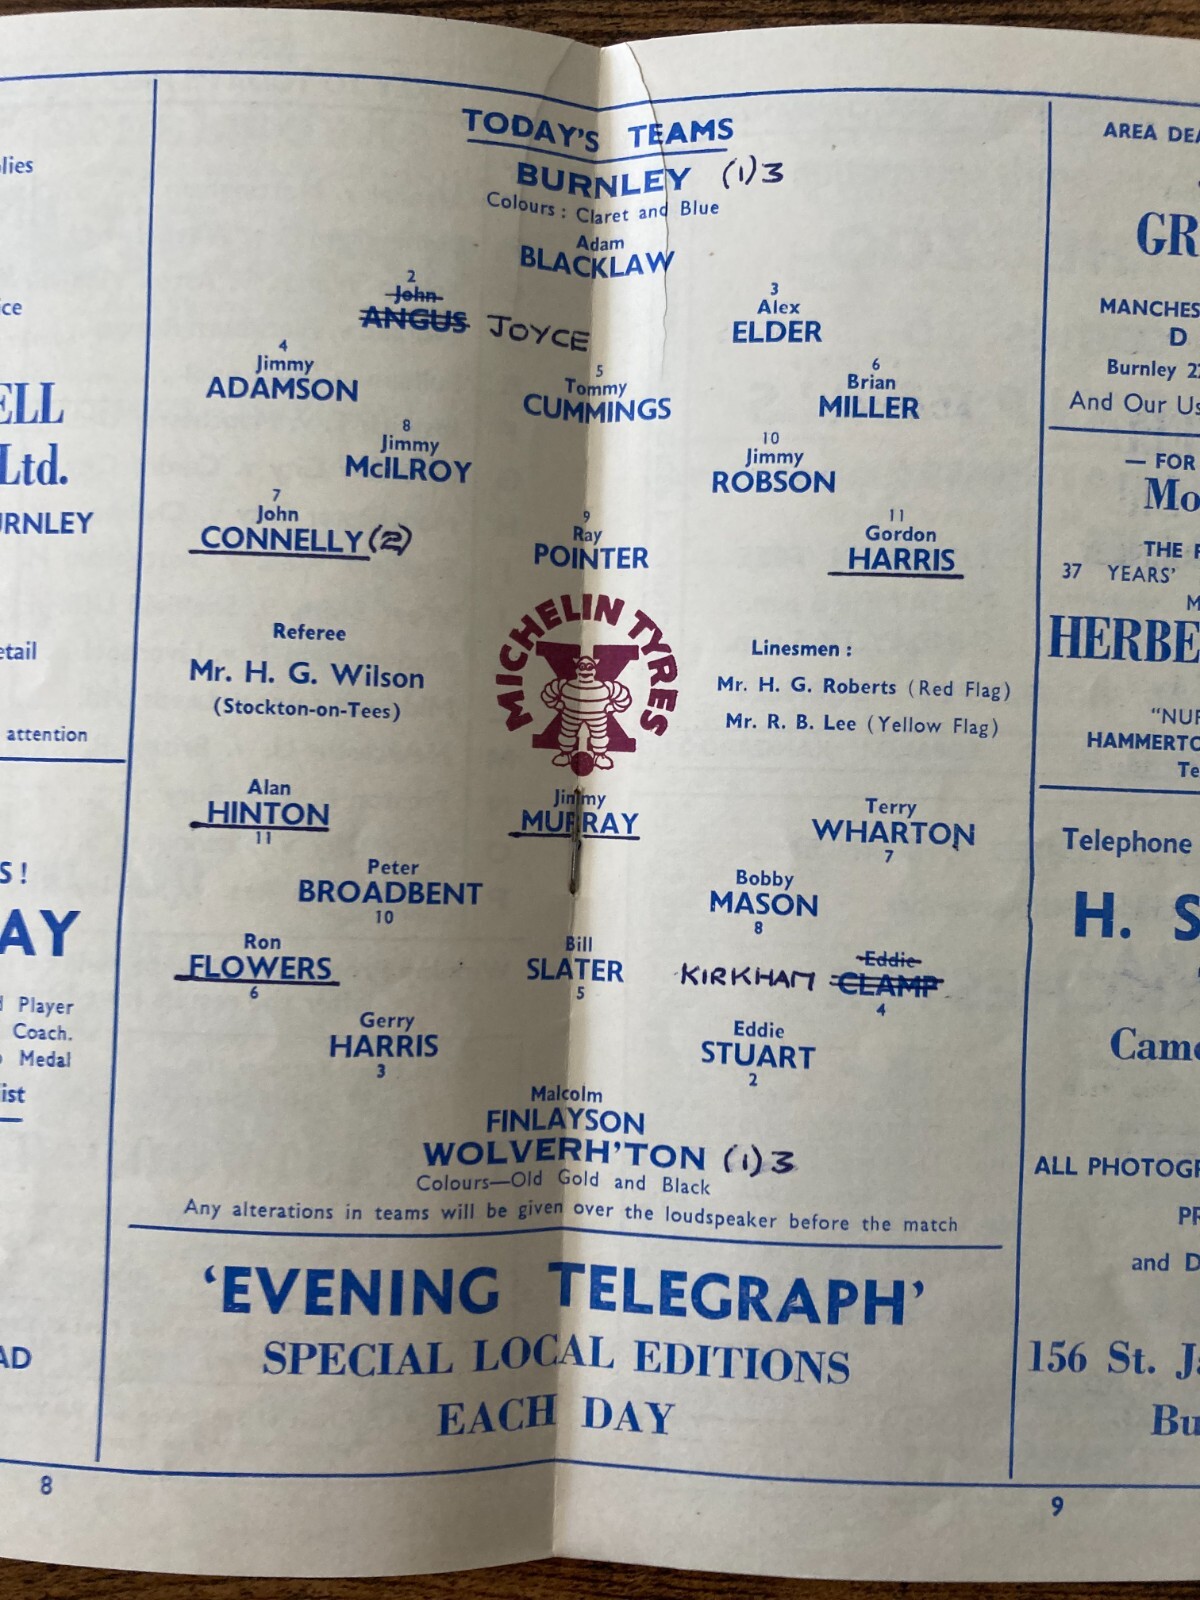 TODAY'S TEAMS
BURNLEY (1) 3
Colours : Claret and Blue
Adam
BLACKLAW
2
John
ANGUS JOYCE
3
Alex
ELDER
4
Jimmy
ADAMSON
5
Tommy
CUMMINGS
6
Brian
MILLER
8
Jimmy
McILROY
10
Jimmy
ROBSON
7
John
CONNELLY (2)
9
Ray
POINTER
11
Gordon
HARRIS
Referee
Mr. H. G. Wilson
(Stockton-on-Tees)
MICHELIN TYRES
X
Linesmen :
Mr. H. G. Roberts (Red Flag)
Mr. R. B. Lee (Yellow Flag)
Alan
HINTON
11
Jimmy
MURRAY
Terry
WHARTON
7
Peter
BROADBENT
10
Bobby
MASON
8
Ron
FLOWERS
6
Bill
SLATER
5
Eddie
KIRKHAM CLAMP
4
Gerry
HARRIS
3
Eddie
STUART
2
Malcolm
FINLAYSON
WOLVERH'TON (1) 3
Colours—Old Gold and Black
Any alterations in teams will be given over the loudspeaker before the match
'EVENING TELEGRAPH'
SPECIAL LOCAL EDITIONS
EACH DAY
8
9
Ltd.
attention
S !
Player
Coach.
Medal
AREA
D
And Our
— FOR
THE
37 YEARS'
Telephone
H. S
ALL
and D
156 St.